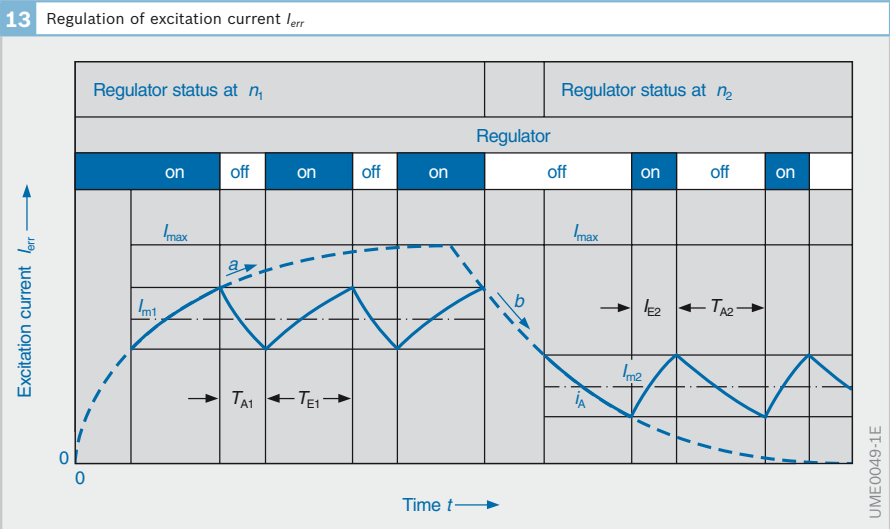 13 Regulation of excitation current Ierr
Regulator status at n1
Regulator status at n2
Regulator
on off on off on off on off on
Imax
Imax
a
b
Im1
IE2
TA2
Im2
iA
TA1
TE1
Excitation current Ierr
0
0
Time t
UME0049-1E